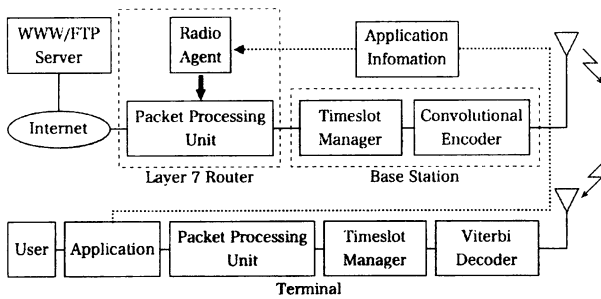 WWW/FTP
Server
Radio
Agent
Application
Infomation
Internet
Packet Processing
Unit
Timeslot
Manager
Convolutional
Encoder
Layer 7 Router
Base Station
User
Application
Packet Processing
Unit
Timeslot
Manager
Viterbi
Decoder
Terminal